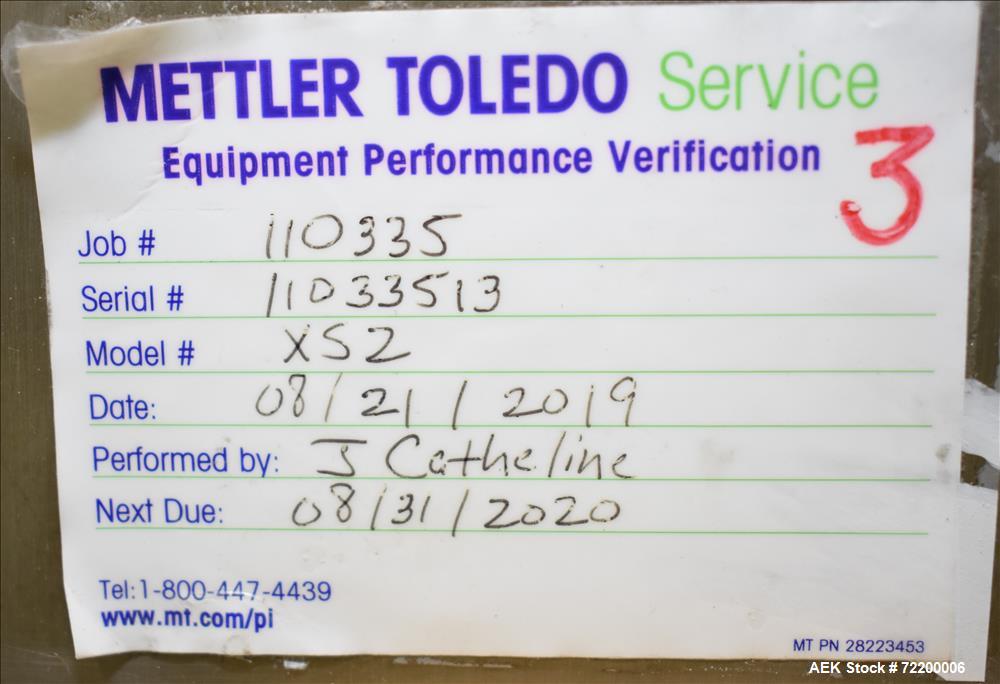 METTLER TOLEDO Service
Equipment Performance Verification
3
Job # 110335
Serial # 11033513
Model # XS2
Date: 08/21/2019
Performed by: J Catheline
Next Due: 08/31/2020
Tel:1-800-447-4439
www.mt.com/pi
MT PN 28223453
AEK Stock # 72200006